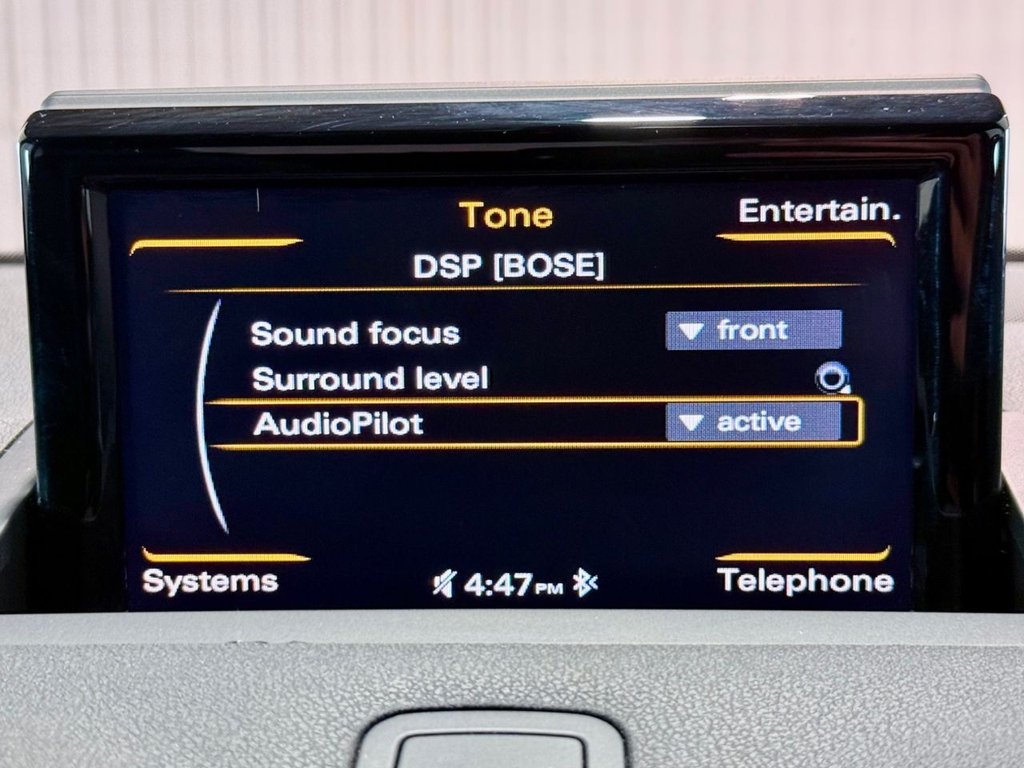 Tone
Entertain.
DSP [BOSE]
Sound focus
front
Surround level
AudioPilot
active
Systems
4:47PM
Telephone